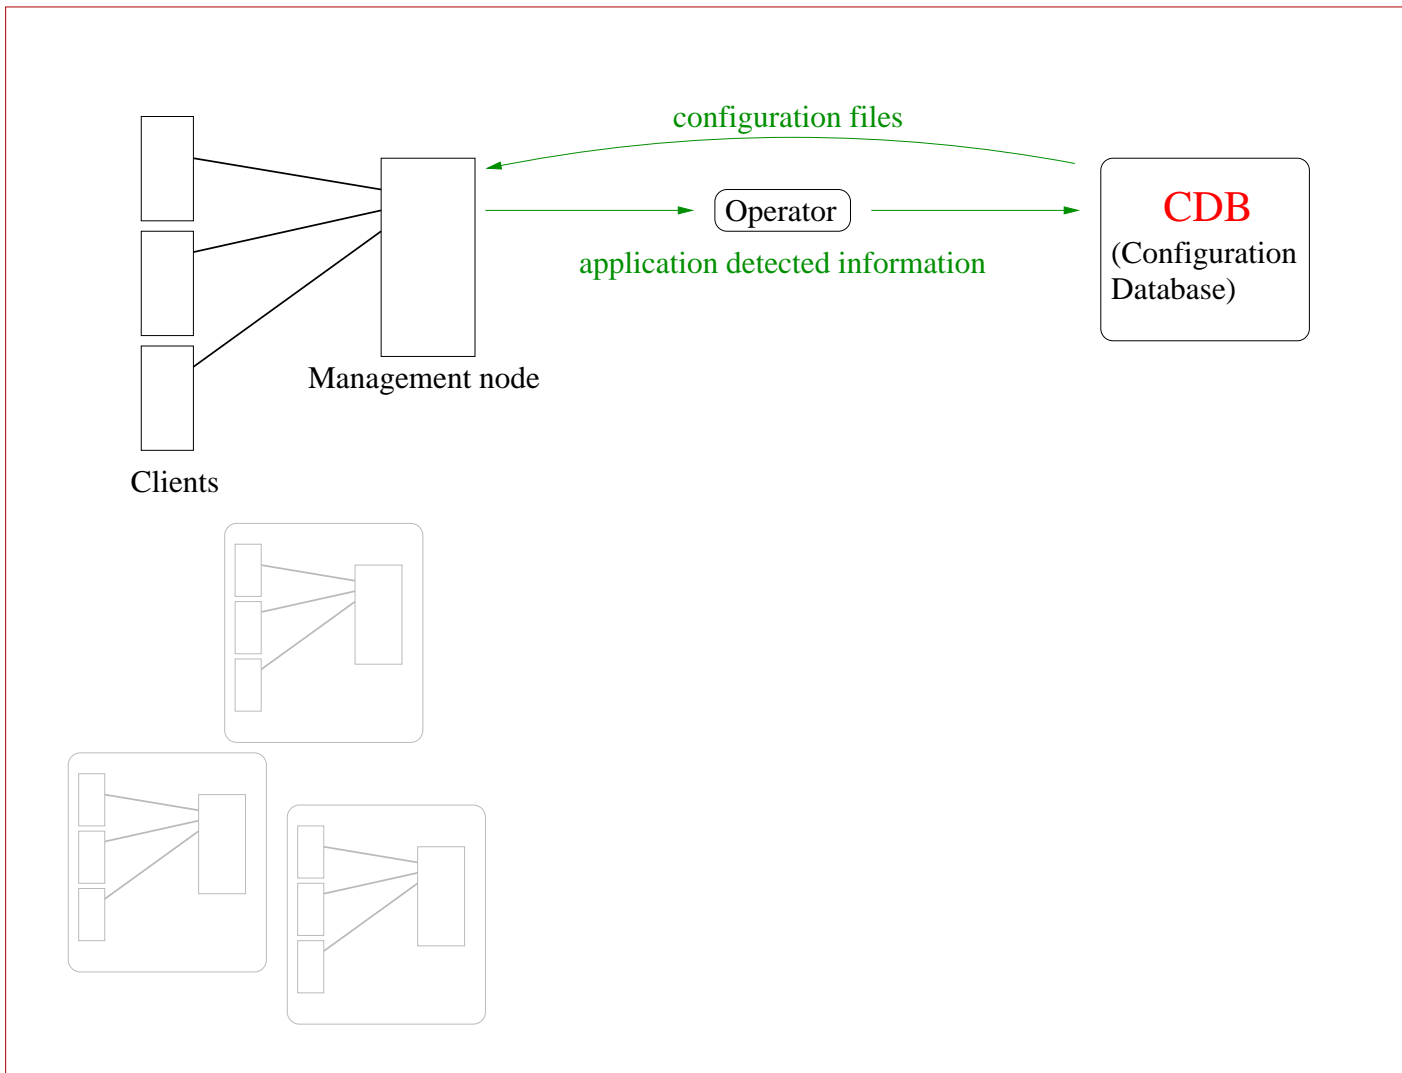 configuration files
Operator
CDB
(Configuration
Database)
application detected information
Management node
Clients